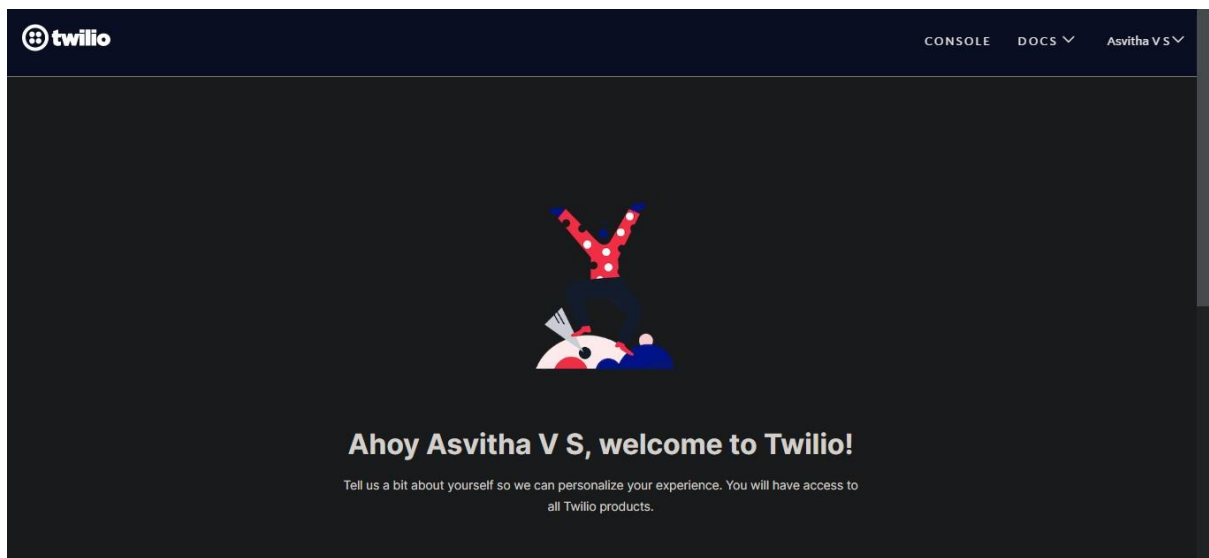 twilio
CONSOLE DOCS Asvitha V S
Ahoy Asvitha V S, welcome to Twilio!
Tell us a bit about yourself so we can personalize your experience. You will have access to
all Twilio products.